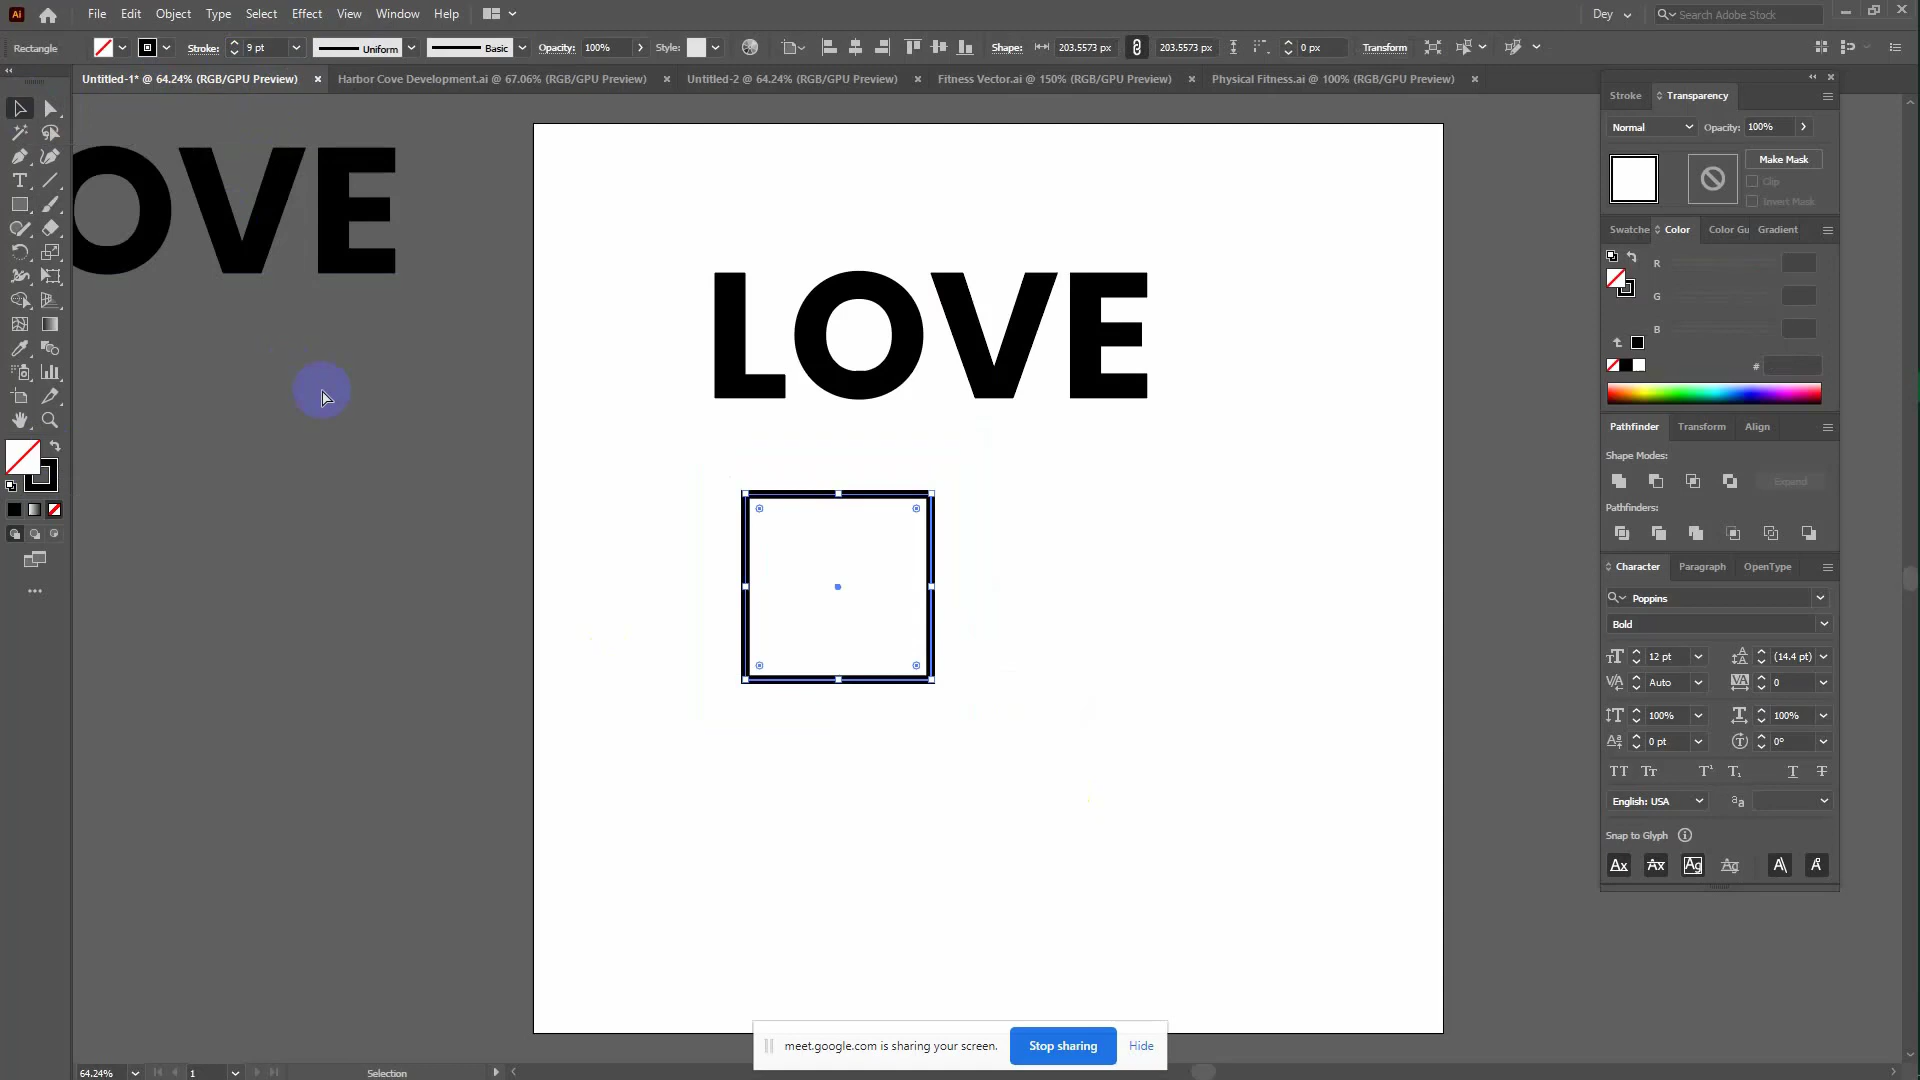 Ai File Edit Object Type Select Effect View Window Help Dey Search Adobe Stock
Rectangle Stroke: 9 pt Uniform Basic Opacity: 100% Style: Shape: 203.5573 px 203.5573 px 0 px Transform
Untitled-1* @ 64.24% (RGB/GPU Preview) Harbor Cove Development.ai @ 67.06% (RGB/GPU Preview) Untitled-2 @ 64.24% (RGB/GPU Preview) Fitness Vector.ai @ 150% (RGB/GPU Preview) Physical Fitness.ai @ 100% (RGB/GPU Preview)
OVE
LOVE
Stroke Transparency
Normal Opacity: 100%
Make Mask
Clip
Invert Mask
Swatche Color Color Gu Gradient
R
G
B
#
Pathfinder Transform Align
Shape Modes:
Expand
Pathfinders:
Character Paragraph OpenType
Poppins
Bold
12 pt (14.4 pt)
Auto 0
100% 100%
0 pt 0°
English: USA
Snap to Glyph
meet.google.com is sharing your screen. Stop sharing Hide
64.24% 1 Selection